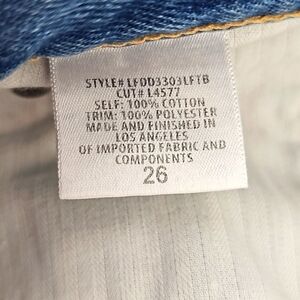 STYLE# LFDD3303LFTB
CUT# L4577
SELF: 100% COTTON
TRIM: 100% POLYESTER
MADE AND FINISHED IN
LOS ANGELES
OF IMPORTED FABRIC AND
COMPONENTS
26